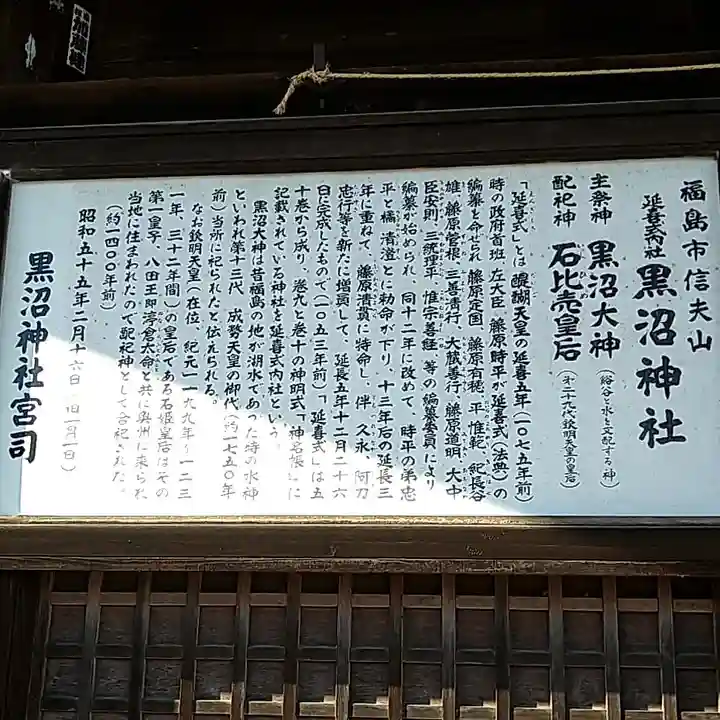 福島市信夫山
延喜式内社 黒沼神社
主祭神 黒沼大神（谿谷と水を支配する神）
配祀神 石比売皇后（第二十九代欽明天皇の皇后）
「延喜式」とは醍醐天皇の延喜五年（一〇七五年前）
時の政府首班 左大臣 藤原時平が延喜式（法典）の
編纂を命ぜられ 藤原定国、藤原有穂、平惟範、紀長谷
雄、藤原菅根、三善清行、大蔵善行、藤原道明、大中
臣安則、三統理平、惟宗善経、等の編纂委員により
編纂が始められ、同十二年に改めて、時平の弟忠
平と橘 清澄とに勅命が下り、十三年后の延長三
年に重ねて、藤原清貫に特命し、伴 久永、阿刀
忠行等を新たに増員して、延長五年十二月二十六
日に完成したもので（一〇五三年前）「延喜式」は五
十巻から成り、巻九と巻十の神明式、「神名帳」に
記載されている神社を延喜式内社という。
黒沼大神は昔福島の地が湖水であった時の水神
といわれ第十三代、成務天皇の御代（約一七五〇年
前）当所に祀られたと伝えられる。
なお欽明天皇（在位、紀元一一九九年より一二三
一年、三十二年間）の皇后である石姫皇后はその
第一皇子、八田王即渟倉太命と共に奥州に来られ
当地に住まわれたので配祀神として合祀された。
（約一四〇〇年前）
昭和五十五年二月十六日（旧一月一日）
黒沼神社宮司